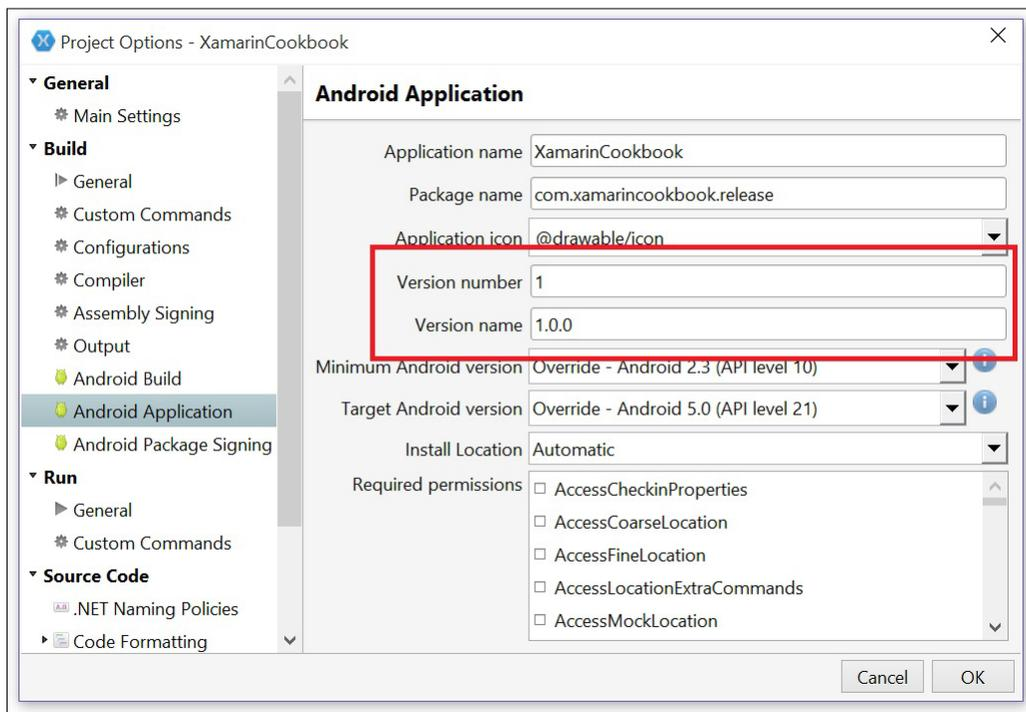 Project Options - XamarinCookbook
General
Main Settings
Build
General
Custom Commands
Configurations
Compiler
Assembly Signing
Output
Android Build
Android Application
Android Package Signing
Run
General
Custom Commands
Source Code
.NET Naming Policies
Code Formatting
Android Application
Application name XamarinCookbook
Package name com.xamarincookbook.release
Application icon @drawable/icon
Version number 1
Version name 1.0.0
Minimum Android version Override - Android 2.3 (API level 10)
Target Android version Override - Android 5.0 (API level 21)
Install Location Automatic
Required permissions AccessCheckinProperties
AccessCoarseLocation
AccessFineLocation
AccessLocationExtraCommands
AccessMockLocation
Cancel OK